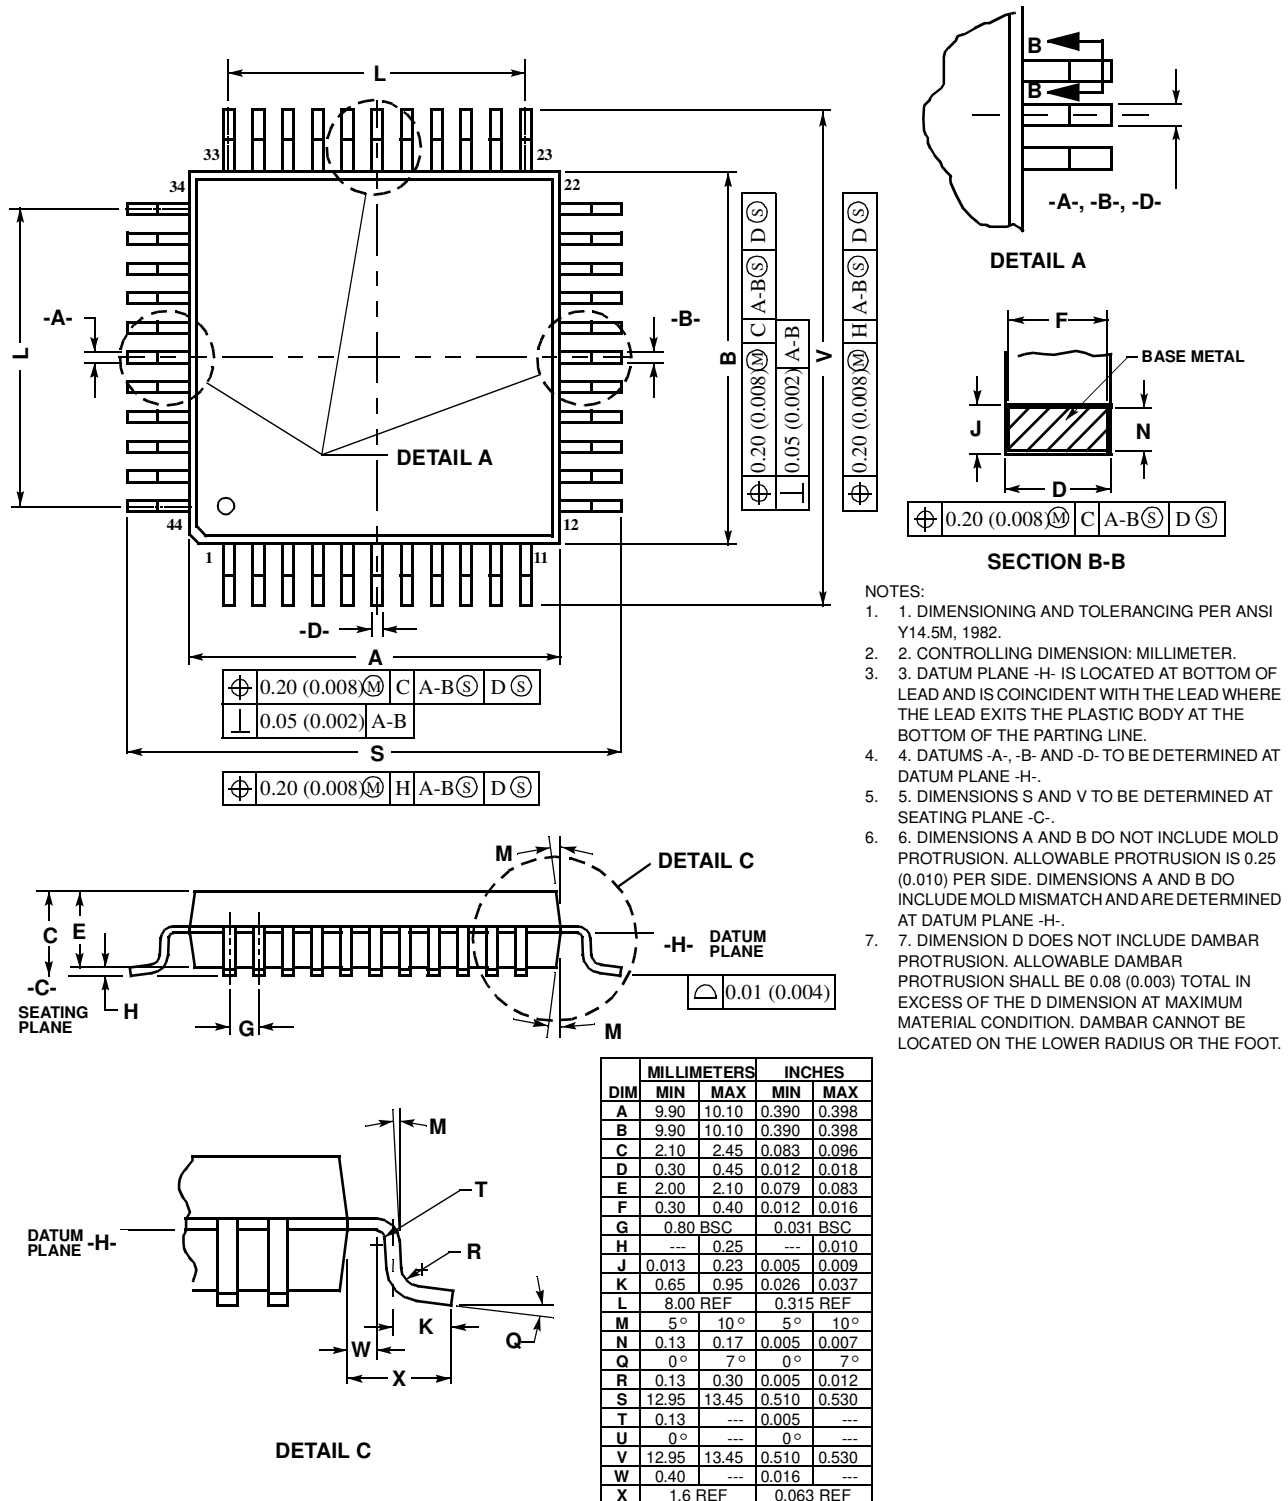 L
33
23
34
22
-A-
-B-
L
B
V
DETAIL A
44
12
1
11
-D-
A
0.20 (0.008) Ⓜ C A-B Ⓢ D Ⓢ
0.05 (0.002) A-B
S
0.20 (0.008) Ⓜ H A-B Ⓢ D Ⓢ
0.20 (0.008) Ⓜ C A-B Ⓢ D Ⓢ
0.05 (0.002) A-B
0.20 (0.008) Ⓜ H A-B Ⓢ D Ⓢ
B
B
-A-, -B-, -D-
DETAIL A
F
BASE METAL
J
N
D
0.20 (0.008) Ⓜ C A-B Ⓢ D Ⓢ
SECTION B-B
NOTES:
1. 1. DIMENSIONING AND TOLERANCING PER ANSI
Y14.5M, 1982.
2. 2. CONTROLLING DIMENSION: MILLIMETER.
3. 3. DATUM PLANE -H- IS LOCATED AT BOTTOM OF
LEAD AND IS COINCIDENT WITH THE LEAD WHERE
THE LEAD EXITS THE PLASTIC BODY AT THE
BOTTOM OF THE PARTING LINE.
4. 4. DATUMS -A-, -B- AND -D- TO BE DETERMINED AT
DATUM PLANE -H-.
5. 5. DIMENSIONS S AND V TO BE DETERMINED AT
SEATING PLANE -C-.
6. 6. DIMENSIONS A AND B DO NOT INCLUDE MOLD
PROTRUSION. ALLOWABLE PROTRUSION IS 0.25
(0.010) PER SIDE. DIMENSIONS A AND B DO
INCLUDE MOLD MISMATCH AND ARE DETERMINED
AT DATUM PLANE -H-.
7. 7. DIMENSION D DOES NOT INCLUDE DAMBAR
PROTRUSION. ALLOWABLE DAMBAR
PROTRUSION SHALL BE 0.08 (0.003) TOTAL IN
EXCESS OF THE D DIMENSION AT MAXIMUM
MATERIAL CONDITION. DAMBAR CANNOT BE
LOCATED ON THE LOWER RADIUS OR THE FOOT.
M
DETAIL C
C
E
-H- DATUM
PLANE
-C-
SEATING
PLANE
H
G
M
0.01 (0.004)
M
T
DATUM
PLANE
-H-
R
K
Q
W
X
DETAIL C
MILLIMETERS INCHES
DIM MIN MAX MIN MAX
A 9.90 10.10 0.390 0.398
B 9.90 10.10 0.390 0.398
C 2.10 2.45 0.083 0.096
D 0.30 0.45 0.012 0.018
E 2.00 2.10 0.079 0.083
F 0.30 0.40 0.012 0.016
G 0.80 BSC 0.031 BSC
H --- 0.25 --- 0.010
J 0.013 0.23 0.005 0.009
K 0.65 0.95 0.026 0.037
L 8.00 REF 0.315 REF
M 5° 10° 5° 10°
N 0.13 0.17 0.005 0.007
Q 0° 7° 0° 7°
R 0.13 0.30 0.005 0.012
S 12.95 13.45 0.510 0.530
T 0.13 --- 0.005 ---
U 0° --- 0° ---
V 12.95 13.45 0.510 0.530
W 0.40 --- 0.016 ---
X 1.6 REF 0.063 REF